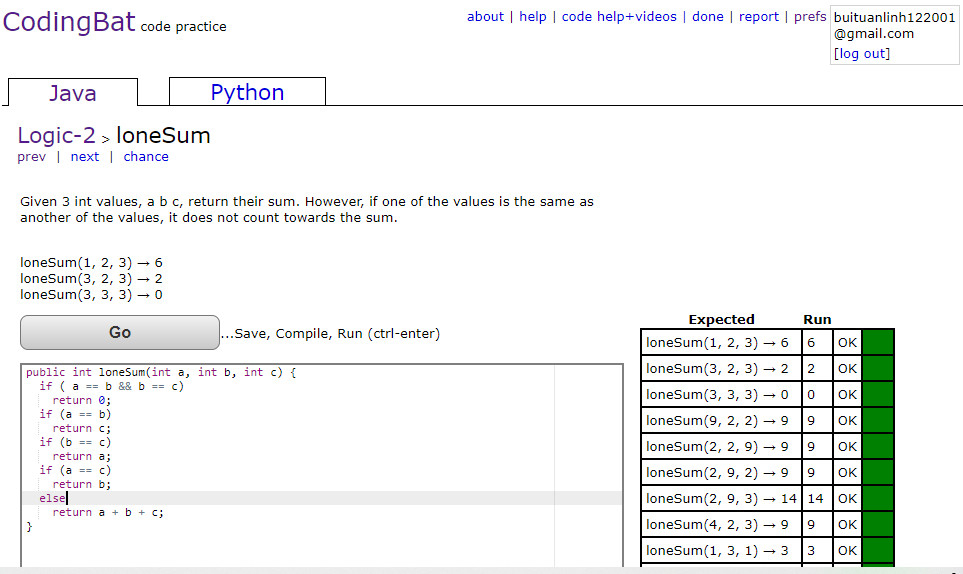 CodingBat code practice
about | help | code help+videos | done | report | prefs
buituanlinh122001
@gmail.com
[log out]
Java
Python
Logic-2 > loneSum
prev | next | chance
Given 3 int values, a b c, return their sum. However, if one of the values is the same as
another of the values, it does not count towards the sum.
loneSum(1, 2, 3) → 6
loneSum(3, 2, 3) → 2
loneSum(3, 3, 3) → 0
Go
...Save, Compile, Run (ctrl-enter)
public int loneSum(int a, int b, int c) {
if ( a == b && b == c)
return 0;
if (a == b)
return c;
if (b == c)
return a;
if (a == c)
return b;
else
return a + b + c;
}
Expected Run
loneSum(1, 2, 3) → 6 6 OK
loneSum(3, 2, 3) → 2 2 OK
loneSum(3, 3, 3) → 0 0 OK
loneSum(9, 2, 2) → 9 9 OK
loneSum(2, 2, 9) → 9 9 OK
loneSum(2, 9, 2) → 9 9 OK
loneSum(2, 9, 3) → 14 14 OK
loneSum(4, 2, 3) → 9 9 OK
loneSum(1, 3, 1) → 3 3 OK